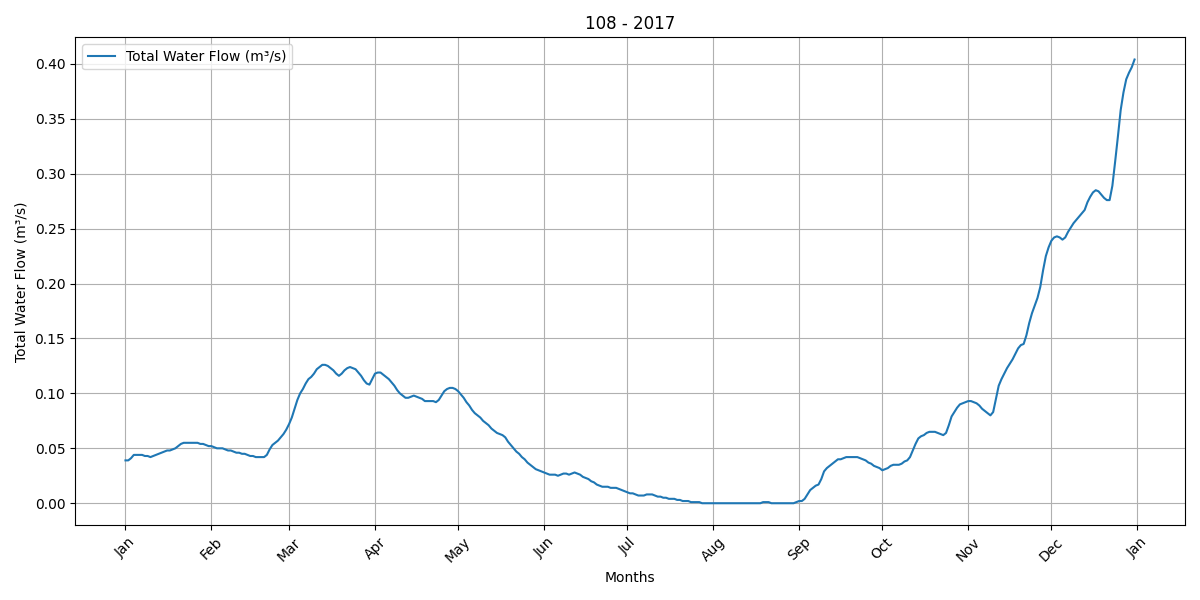 108 - 2017
Total Water Flow (m³/s)
Total Water Flow (m³/s)
0.40
0.35
0.30
0.25
0.20
0.15
0.10
0.05
0.00
Jan
Feb
Mar
Apr
May
Jun
Jul
Aug
Sep
Oct
Nov
Dec
Jan
Months